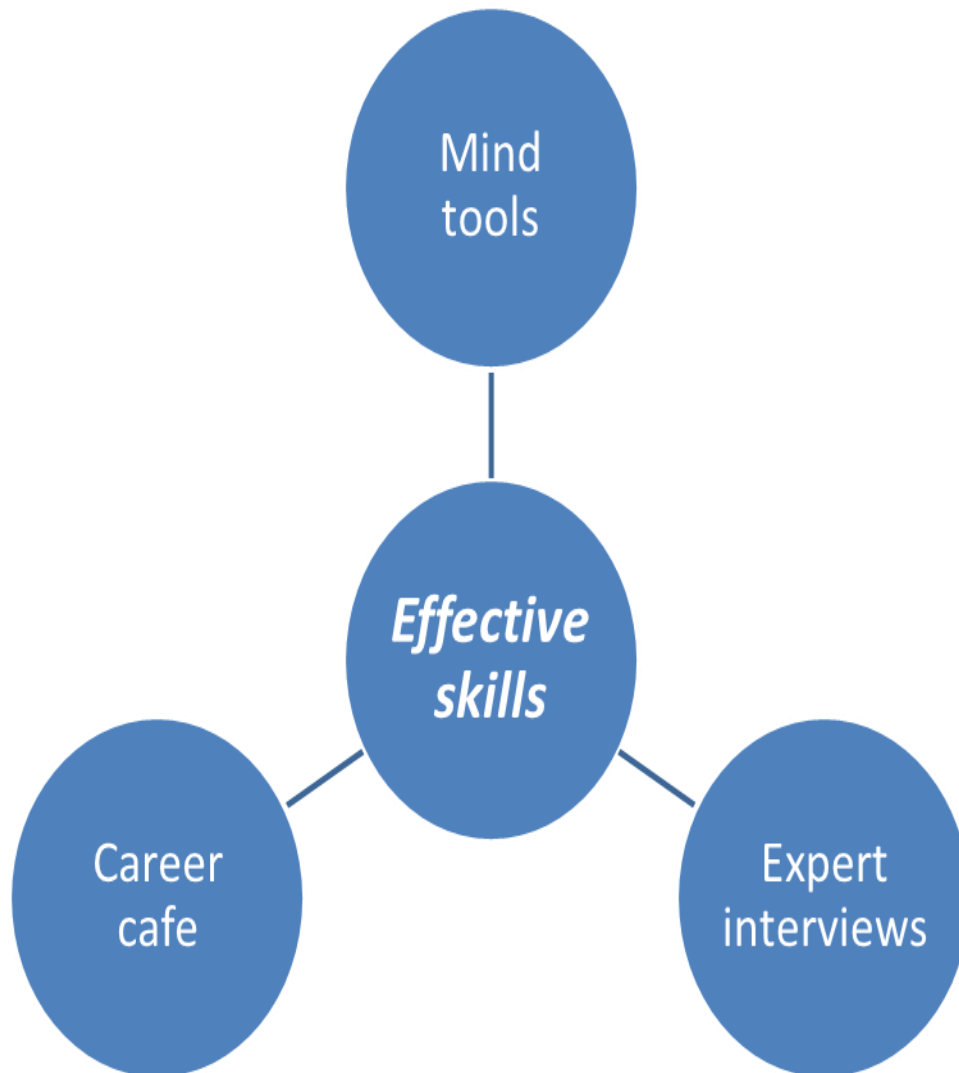 Mind
tools
Effective
skills
Career
cafe
Expert
interviews